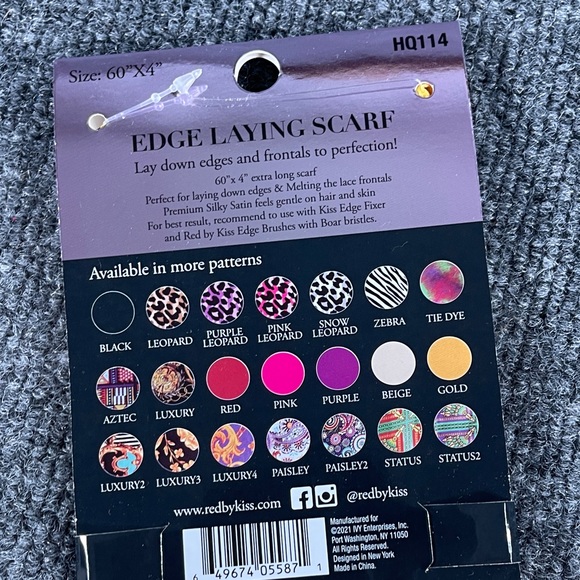 HQ114
Size: 60"X4"
EDGE LAYING SCARF
Lay down edges and frontals to perfection!
60"x 4" extra long scarf
Perfect for laying down edges & Melting the lace frontals
Premium Silky Satin feels gentle on hair and skin
For best result, recommend to use with Kiss Edge Fixer
and Red by Kiss Edge Brushes with Boar bristles.
Available in more patterns
BLACK
LEOPARD
PURPLE
LEOPARD
PINK
LEOPARD
SNOW
LEOPARD
ZEBRA
TIE DYE
AZTEC
LUXURY
RED
PINK
PURPLE
BEIGE
GOLD
LUXURY2
LUXURY3
LUXURY4
PAISLEY
PAISLEY2
STATUS
STATUS2
www.redbykiss.com
@redbykiss
Manufactured for
©2021 IVY Enterprises, Inc.
Port Washington, NY 11050
All Rights Reserved.
Designed in New York
Made in China.
6 49674 05587 1